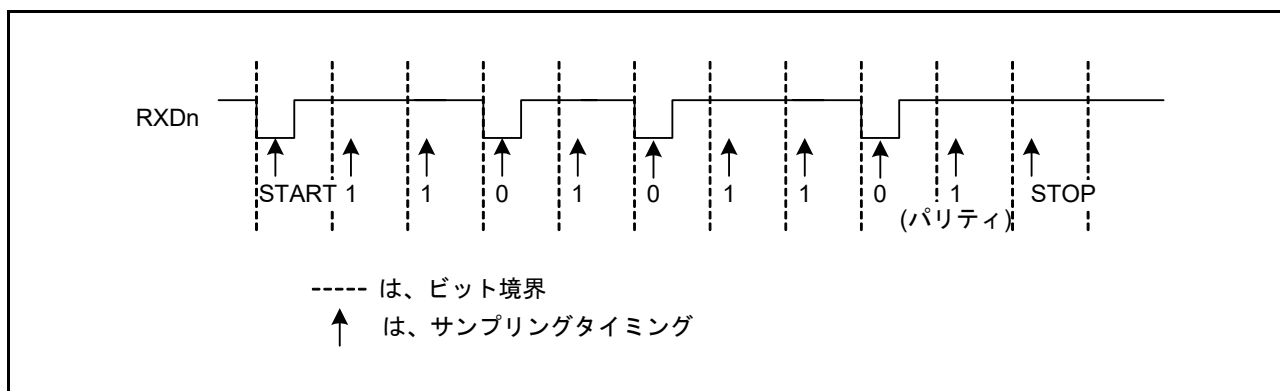 RXDn
START 1 1 0 1 0 1 1 0 1 STOP
(パリティ)
----- は、ビット境界
は、サンプリングタイミング